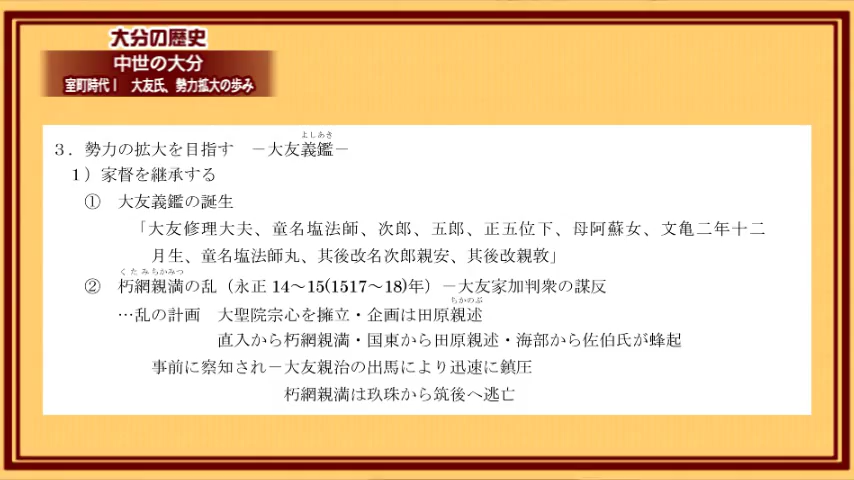 大分の歴史
中世の大分
室町時代Ⅰ 大友氏、勢力拡大の歩み
よしあき
３．勢力の拡大を目指す －大友義鑑－
1）家督を継承する
① 大友義鑑の誕生
「大友修理大夫、童名塩法師、次郎、五郎、正五位下、母阿蘇女、文亀二年十二
月生、童名塩法師丸、其後改名次郎親安、其後改親敦」
くたみちかみつ
② 朽網親満の乱（永正 14～15(1517～18)年）－大友家加判衆の謀反
ちかのぶ
…乱の計画 大聖院宗心を擁立・企画は田原親述
直入から朽網親満・国東から田原親述・海部から佐伯氏が蜂起
事前に察知され－大友親治の出馬により迅速に鎮圧
朽網親満は玖珠から筑後へ逃亡